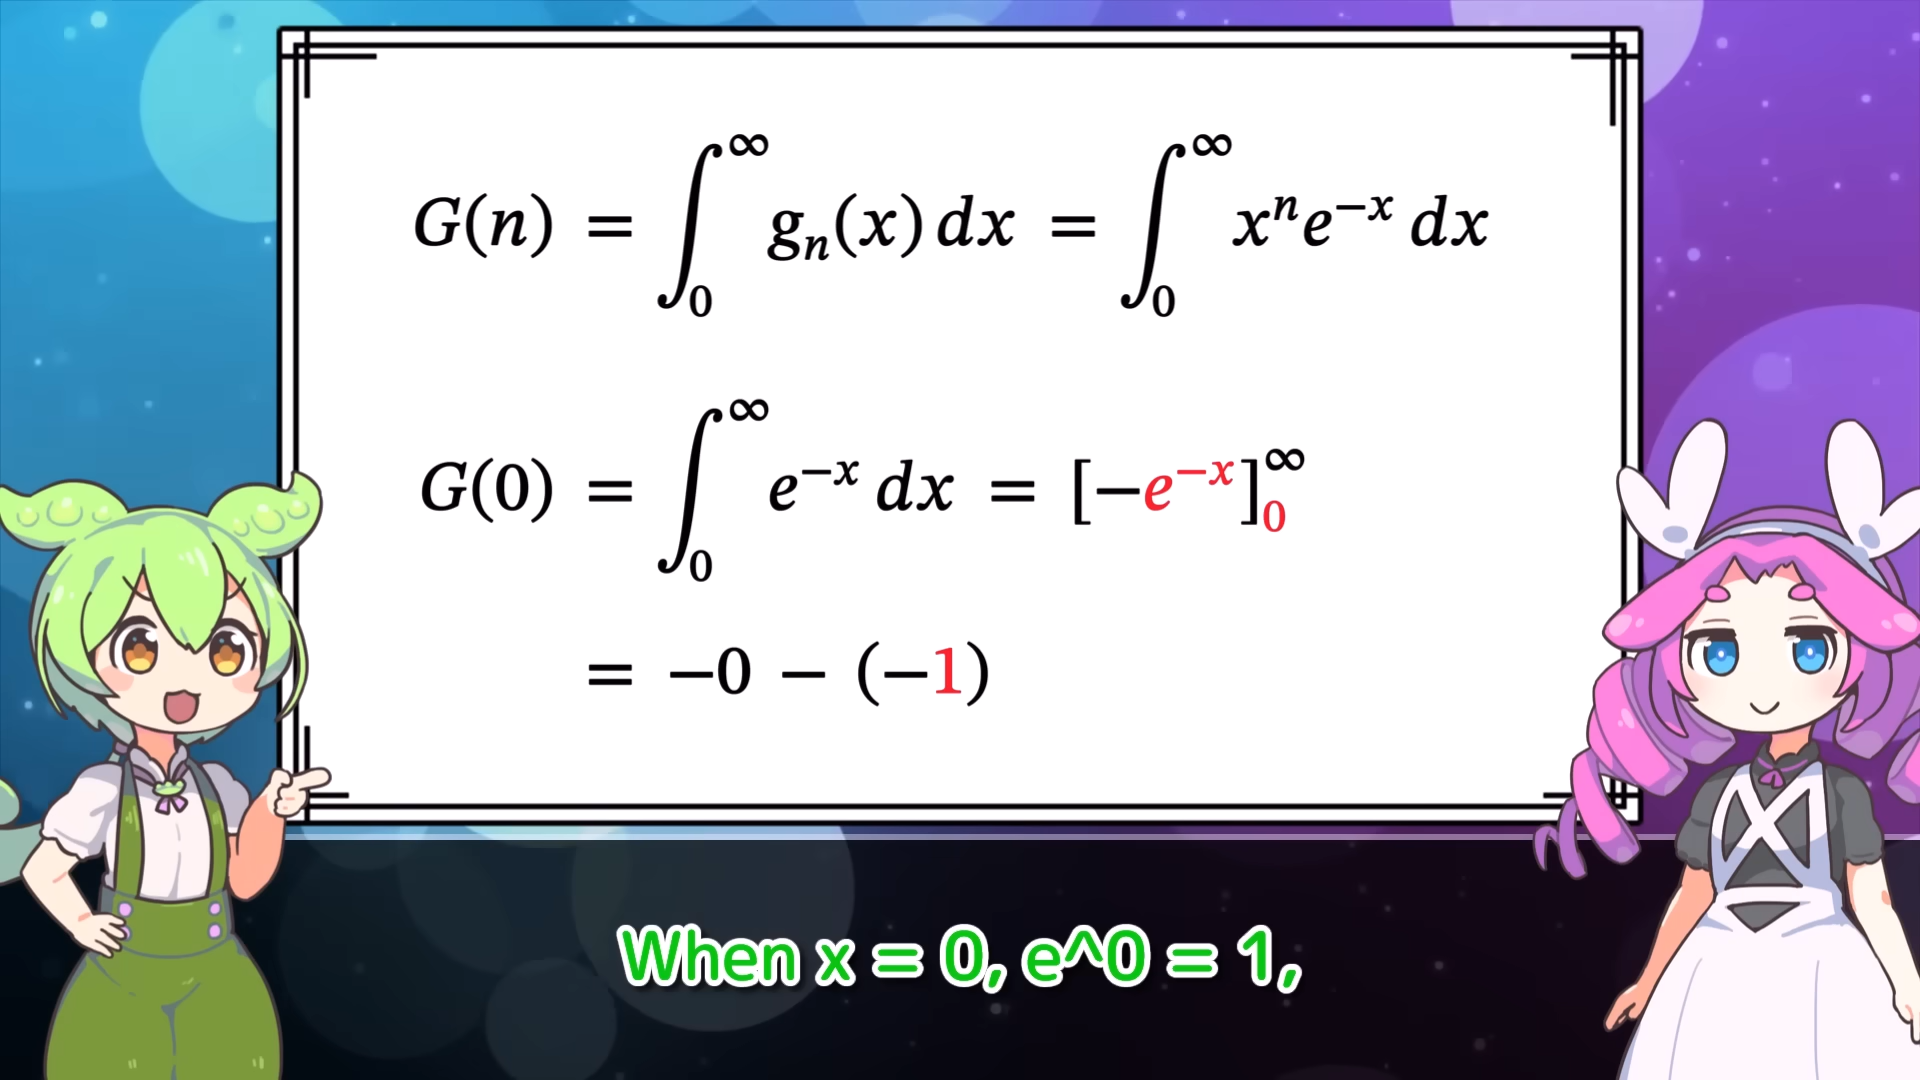 G(n) = ∫₀^∞ gₙ(x) dx = ∫₀^∞ xⁿe⁻ˣ dx
G(0) = ∫₀^∞ e⁻ˣ dx = [−e⁻ˣ]₀^∞
= −0 − (−1)
When x = 0, e^0 = 1,